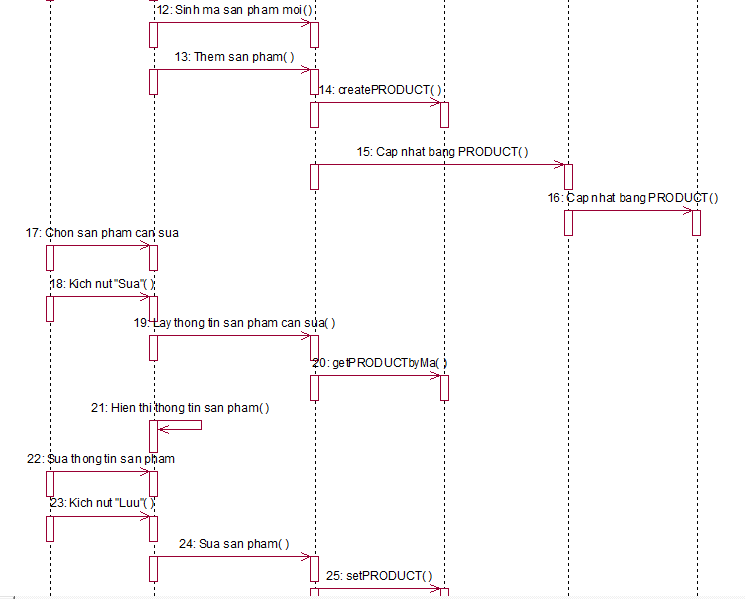 12: Sinh ma san pham moi( )
13: Them san pham( )
14: createPRODUCT( )
15: Cap nhat bang PRODUCT( )
16: Cap nhat bang PRODUCT( )
17: Chon san pham can sua
18: Kich nut "Sua"( )
19: Lay thong tin san pham can sua( )
20: getPRODUCTbyMa( )
21: Hien thi thong tin san pham( )
22: Sua thong tin san pham
23: Kich nut "Luu"( )
24: Sua san pham( )
25: setPRODUCT( )